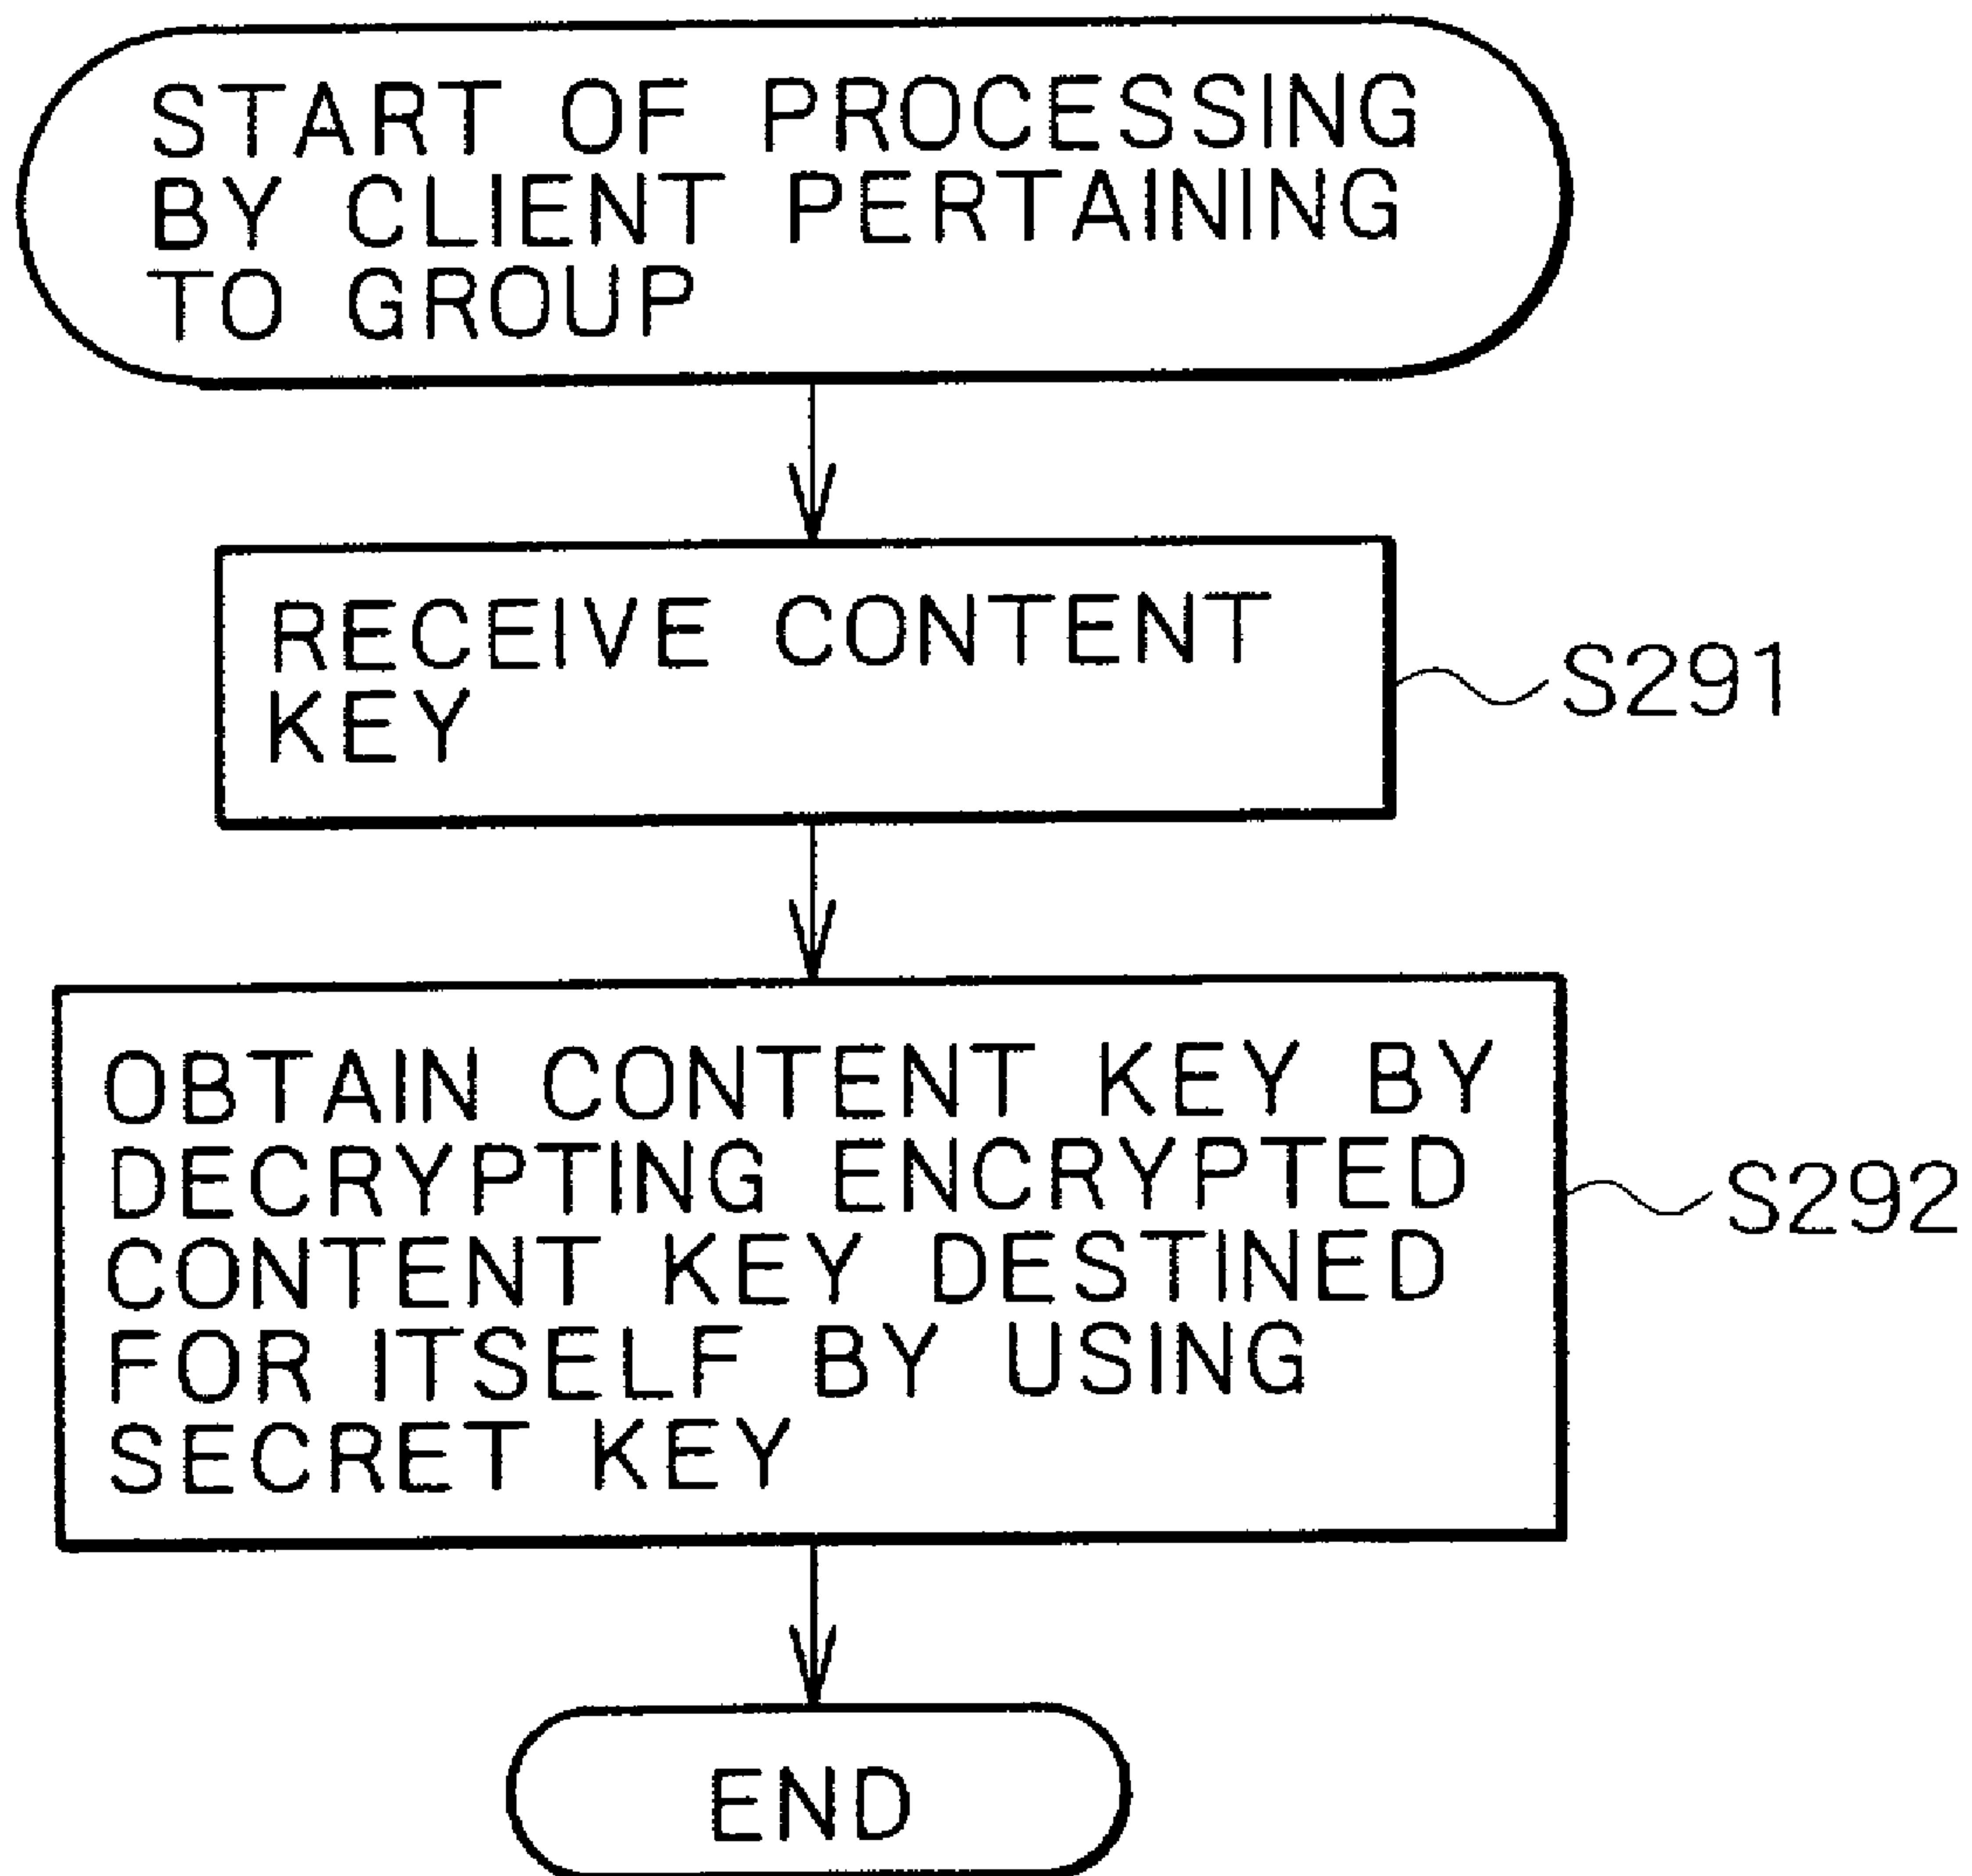 START OF PROCESSING
BY CLIENT PERTAINING
TO GROUP
RECEIVE CONTENT
KEY
S291
OBTAIN CONTENT KEY BY
DECRYPTING ENCRYPTED
CONTENT KEY DESTINED
FOR ITSELF BY USING
SECRET KEY
S292
END